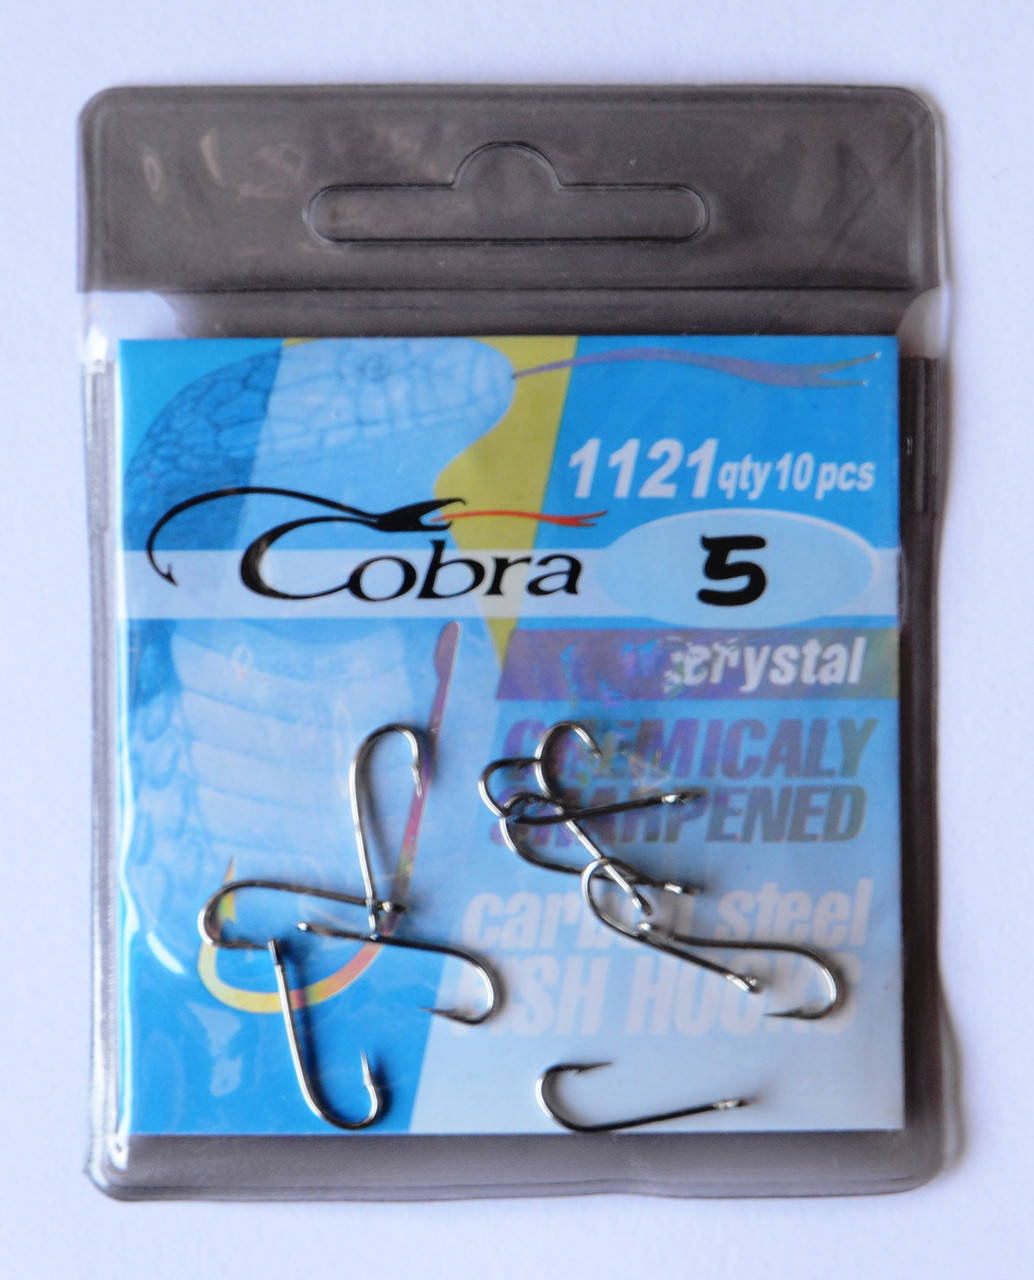 1121 qty 10 pcs
Cobra
5
crystal
CHEMICALY
SHARPENED
carbon steel
FISH HOOKS